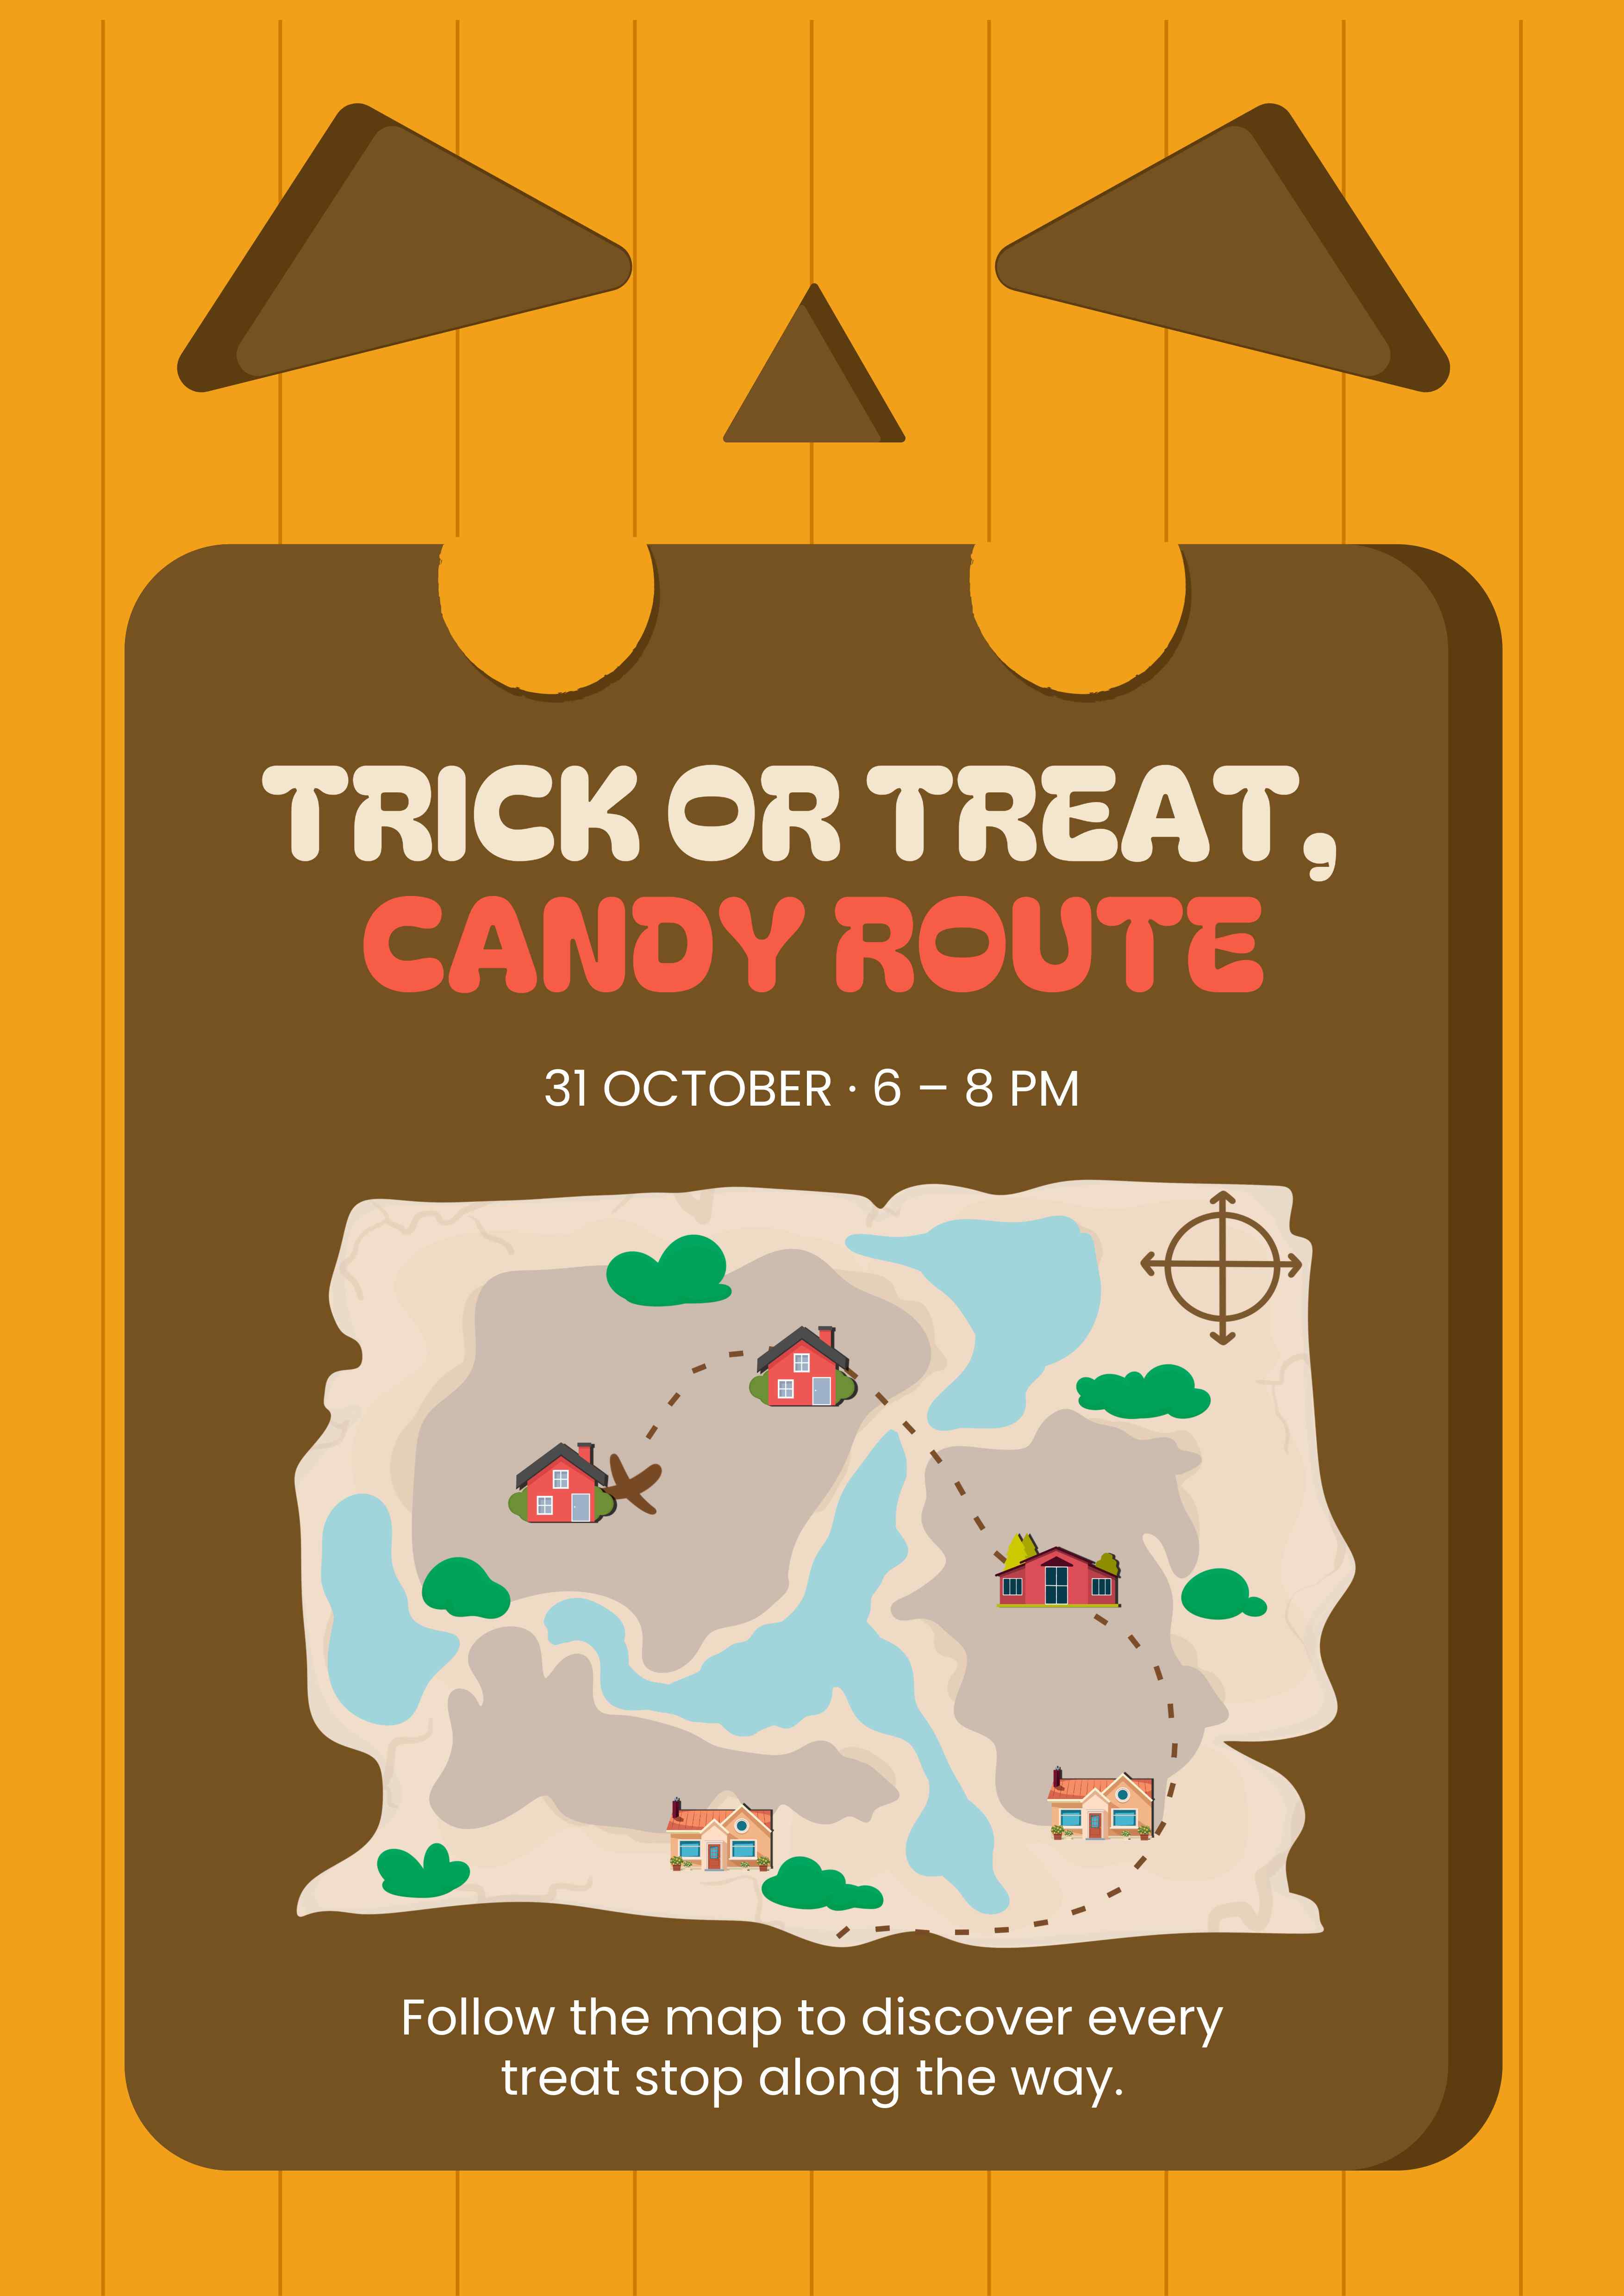 TRICK OR TREAT,
CANDY ROUTE
31 OCTOBER · 6 – 8 PM
Follow the map to discover every
treat stop along the way.